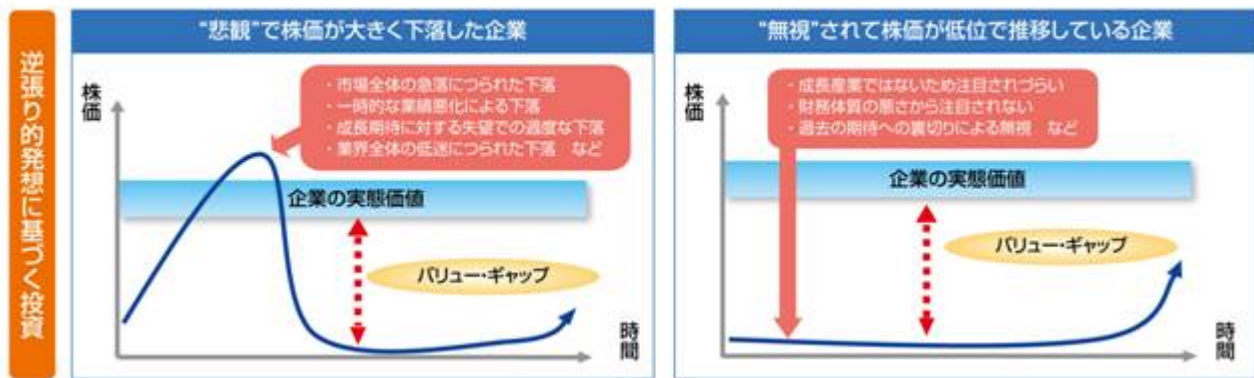 逆張り的発想に基づく投資
“悲観”で株価が大きく下落した企業
株価
・市場全体の急落につられた下落
・一時的な業績悪化による下落
・成長期待に対する失望での過度な下落
・業界全体の低迷につられた下落　など
企業の実態価値
バリュー・ギャップ
時間
“無視”されて株価が低位で推移している企業
株価
・成長産業ではないため注目されづらい
・財務体質の悪さから注目されない
・過去の期待への裏切りによる無視　など
企業の実態価値
バリュー・ギャップ
時間